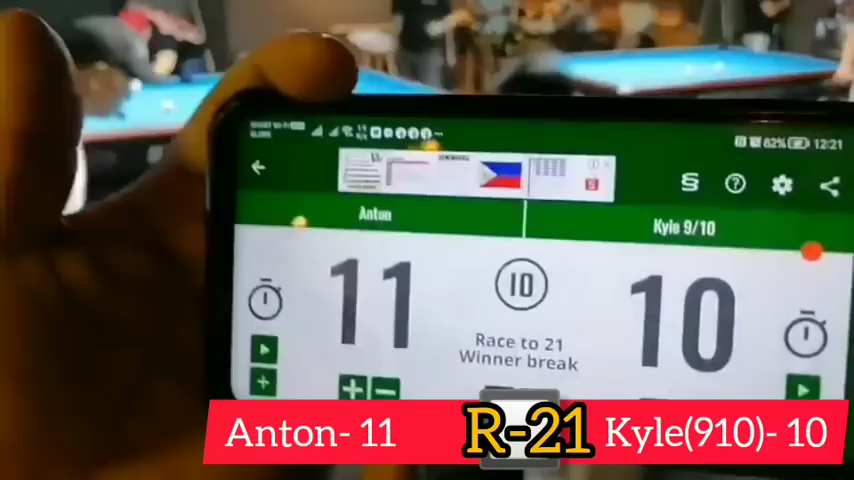 62% 12:21
Anton
Kyle 9/10
11
10
10
Race to 21
Winner break
Anton- 11
R-21
Kyle(910)- 10